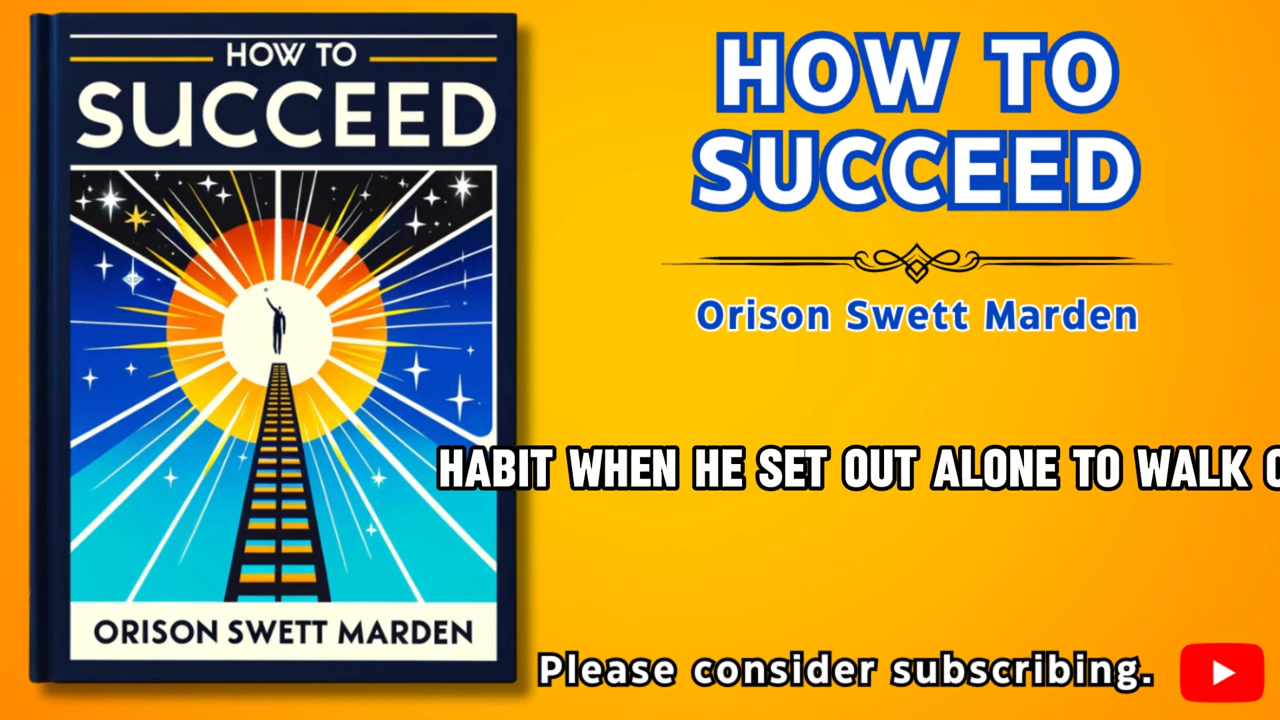 HOW TO
SUCCEED
ORISON SWETT MARDEN
HOW TO
SUCCEED
Orison Swett Marden
HABIT WHEN HE SET OUT ALONE TO WALK
Please consider subscribing.